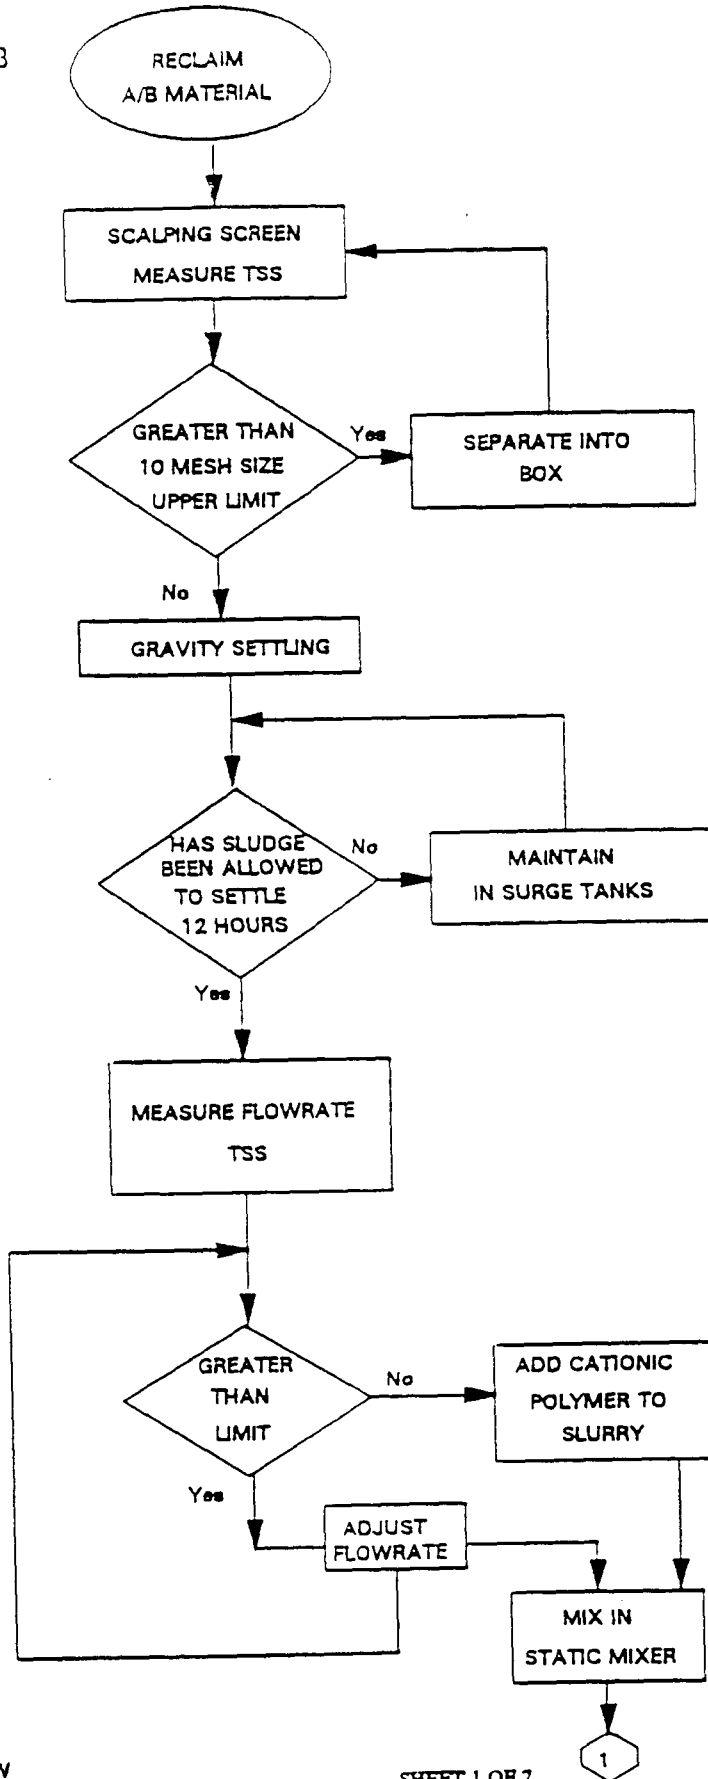 RECLAIM
A/B MATERIAL
SCALPING SCREEN
MEASURE TSS
GREATER THAN
10 MESH SIZE
UPPER LIMIT
Yes
SEPARATE INTO
BOX
No
GRAVITY SETTLING
HAS SLUDGE
BEEN ALLOWED
TO SETTLE
12 HOURS
No
MAINTAIN
IN SURGE TANKS
Yes
MEASURE FLOWRATE
TSS
GREATER
THAN
LIMIT
No
ADD CATIONIC
POLYMER TO
SLURRY
Yes
ADJUST
FLOWRATE
MIX IN
STATIC MIXER
1
SHEET 1 OF 7